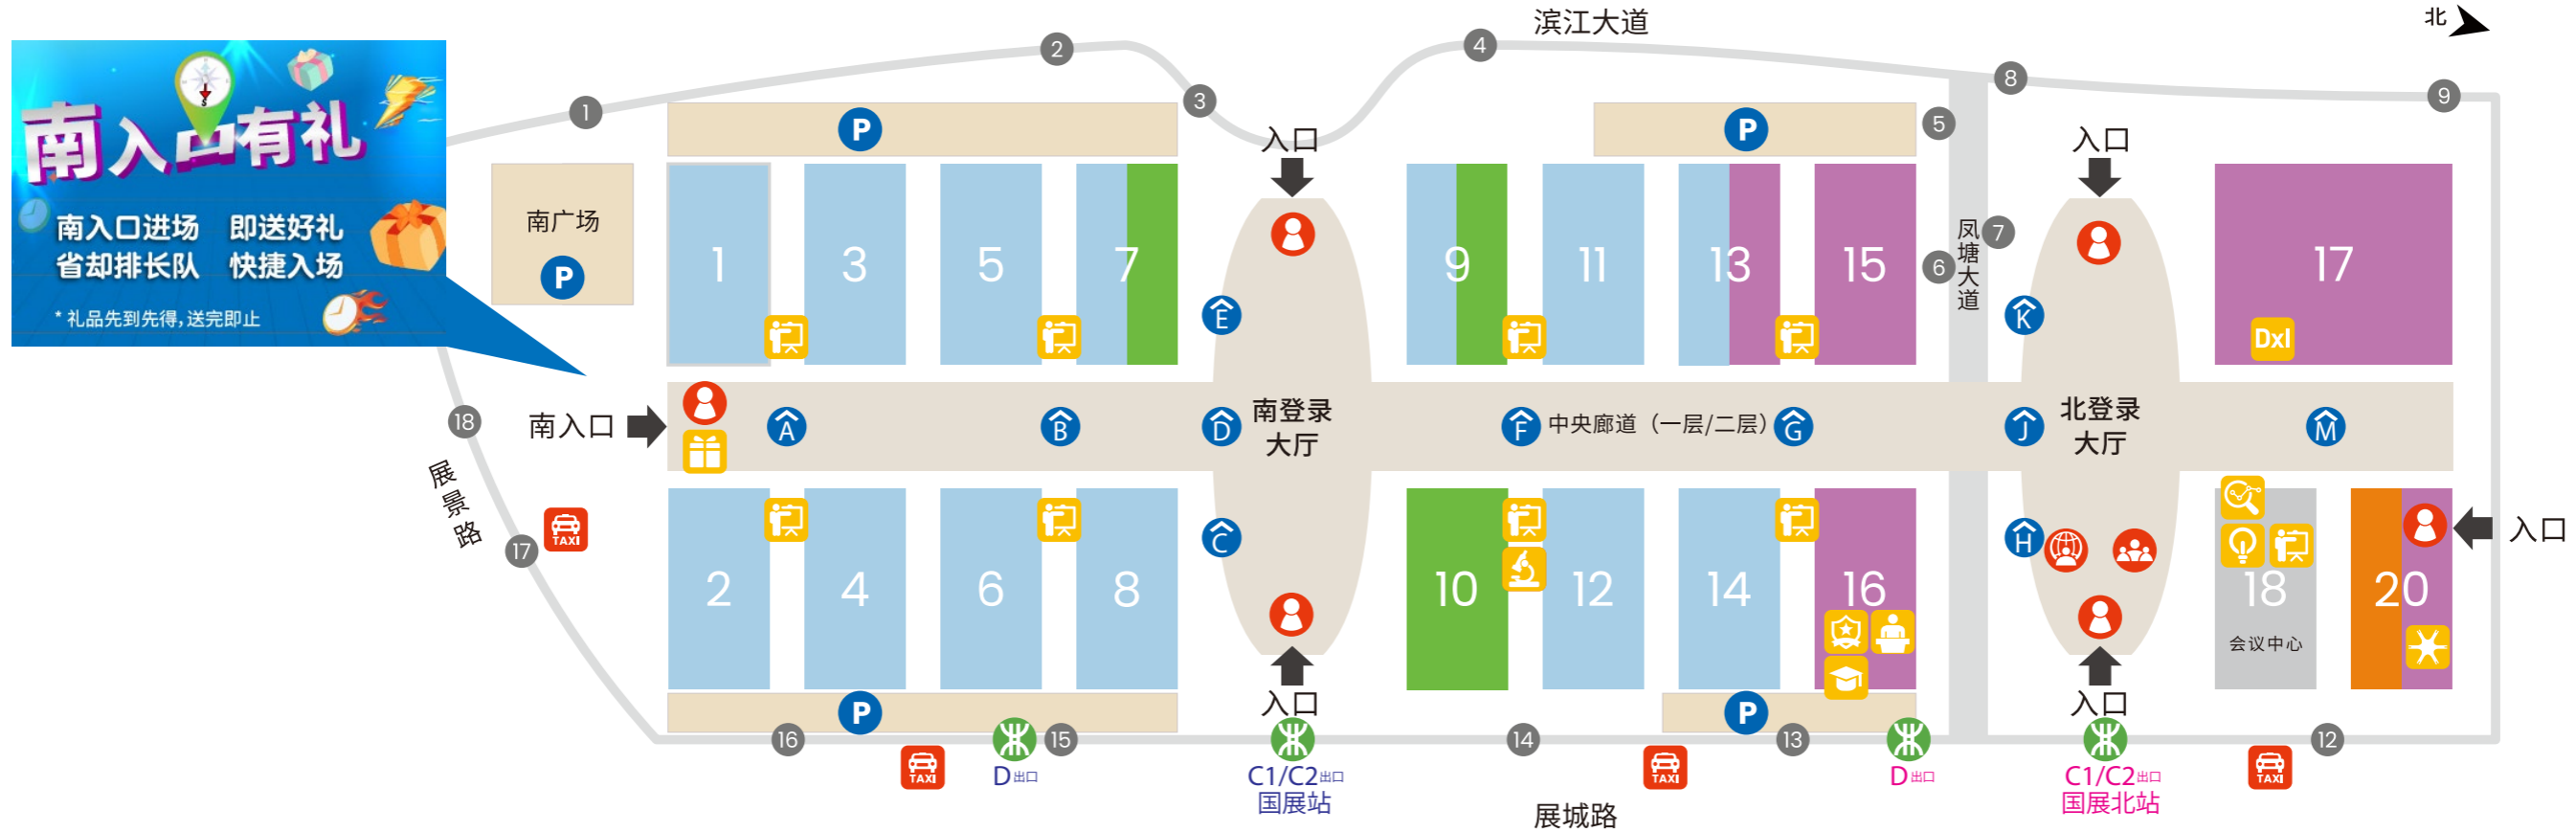 滨江大道
北
南入口有礼
S
南入口进场 即送好礼
省却排长队 快捷入场
* 礼品先到先得，送完即止
1
2
3
4
5
6
7
8
9
P
P
入口
入口
南广场
P
1
3
5
7
9
11
13
15
凤塘大道
17
DxI
E
K
南入口
A
B
D
南登录
大厅
F
中央廊道（一层/二层）
G
J
北登录
大厅
M
18
展景路
17
TAXI
2
4
6
8
C
10
12
14
16
H
18
会议中心
20
入口
入口
入口
P
P
16
15
14
13
12
TAXI
D出口
C1/C2出口
国展站
TAXI
D出口
C1/C2出口
国展北站
TAXI
展城路